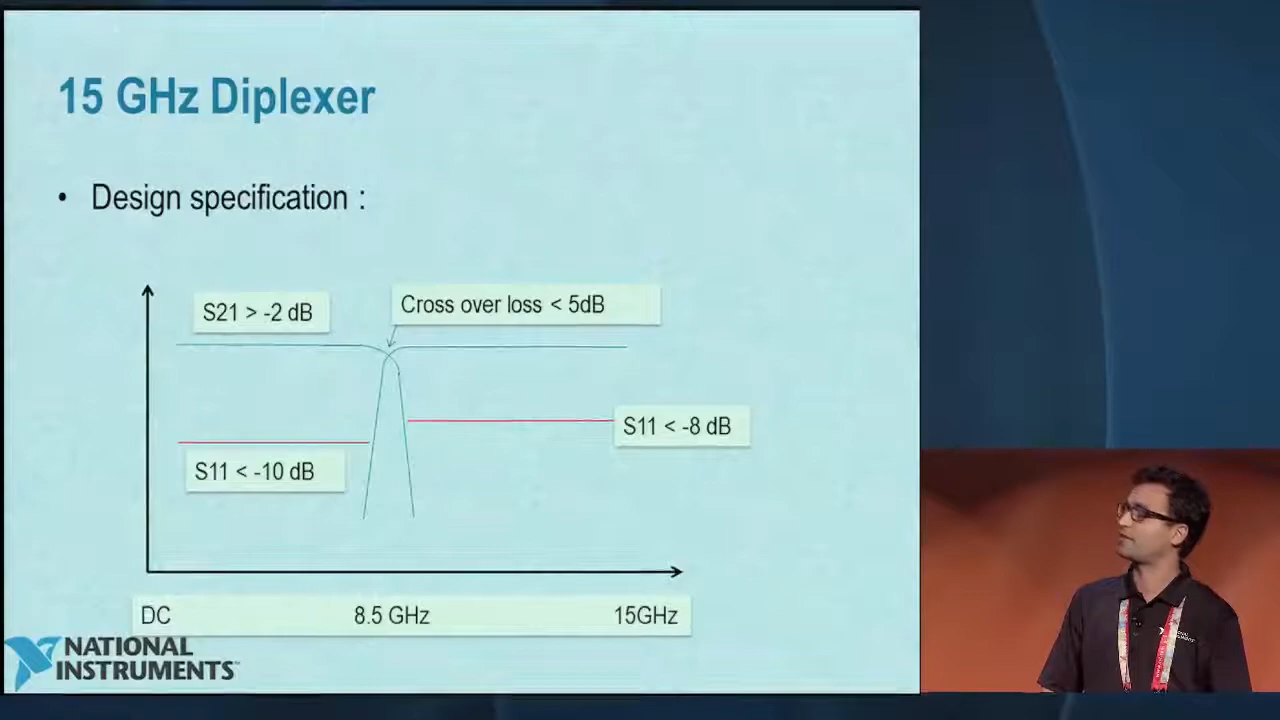 15 GHz Diplexer
• Design specification :
S21 > -2 dB
Cross over loss < 5dB
S11 < -8 dB
S11 < -10 dB
DC 8.5 GHz 15GHz
NATIONAL
INSTRUMENTS™